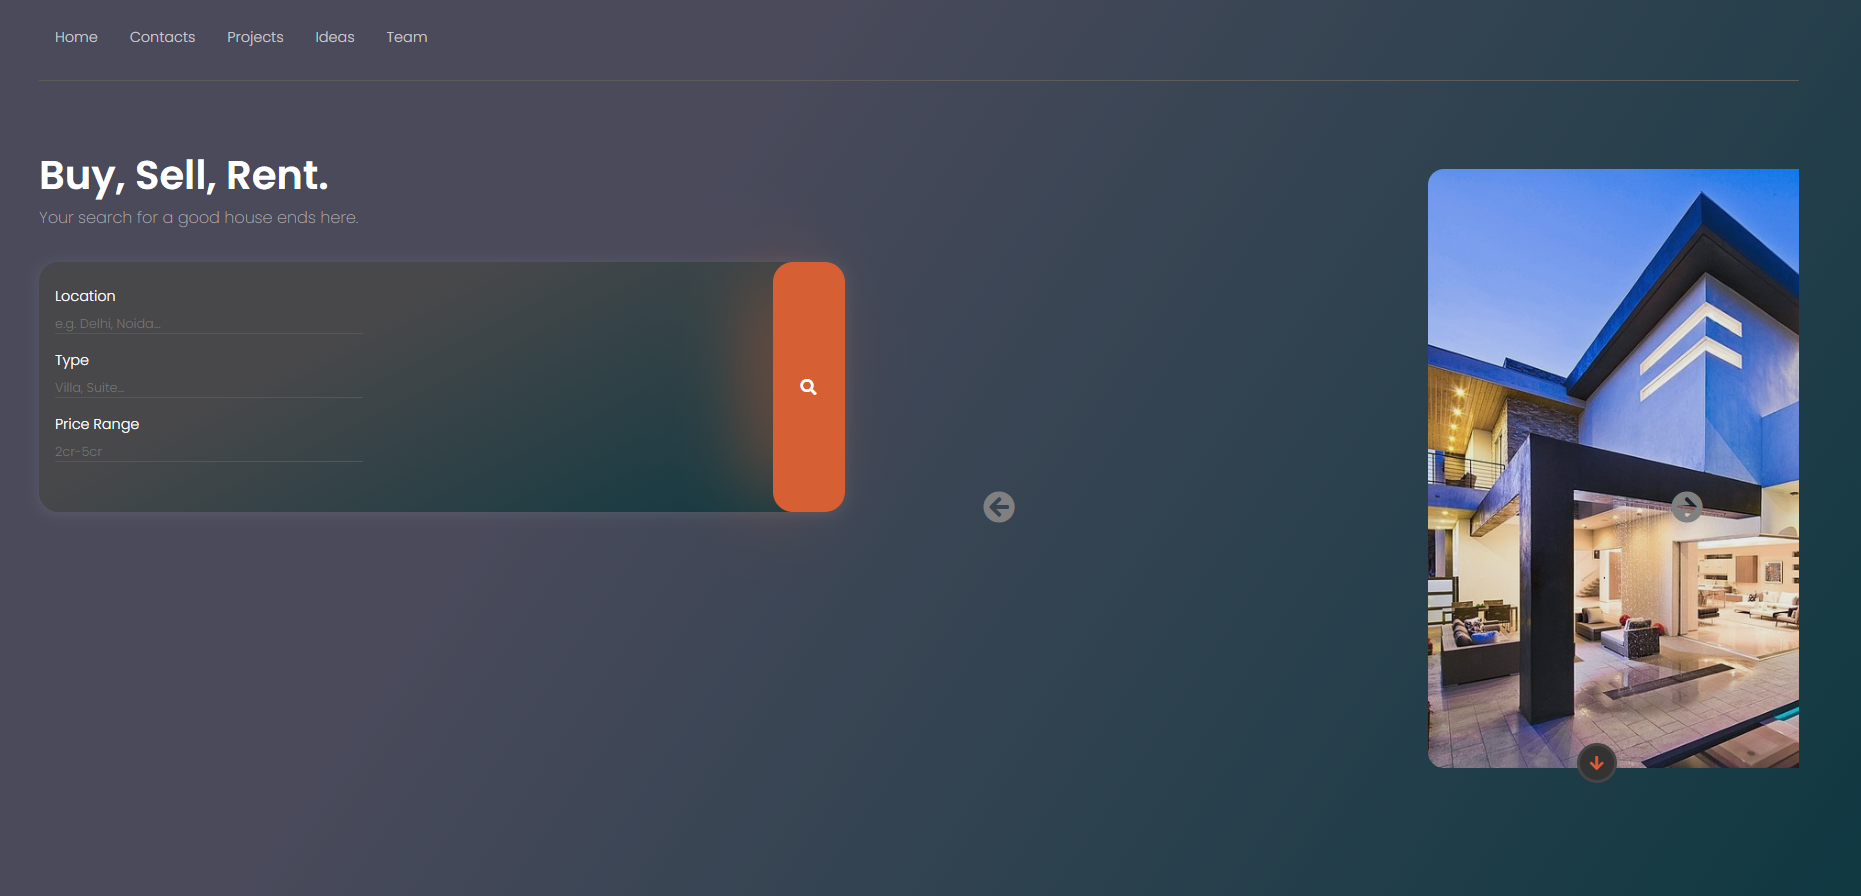 Home Contacts Projects Ideas Team
Buy, Sell, Rent.
Your search for a good house ends here.
Location
e.g. Delhi, Noida...
Type
Villa, Suite...
Price Range
2cr-5cr